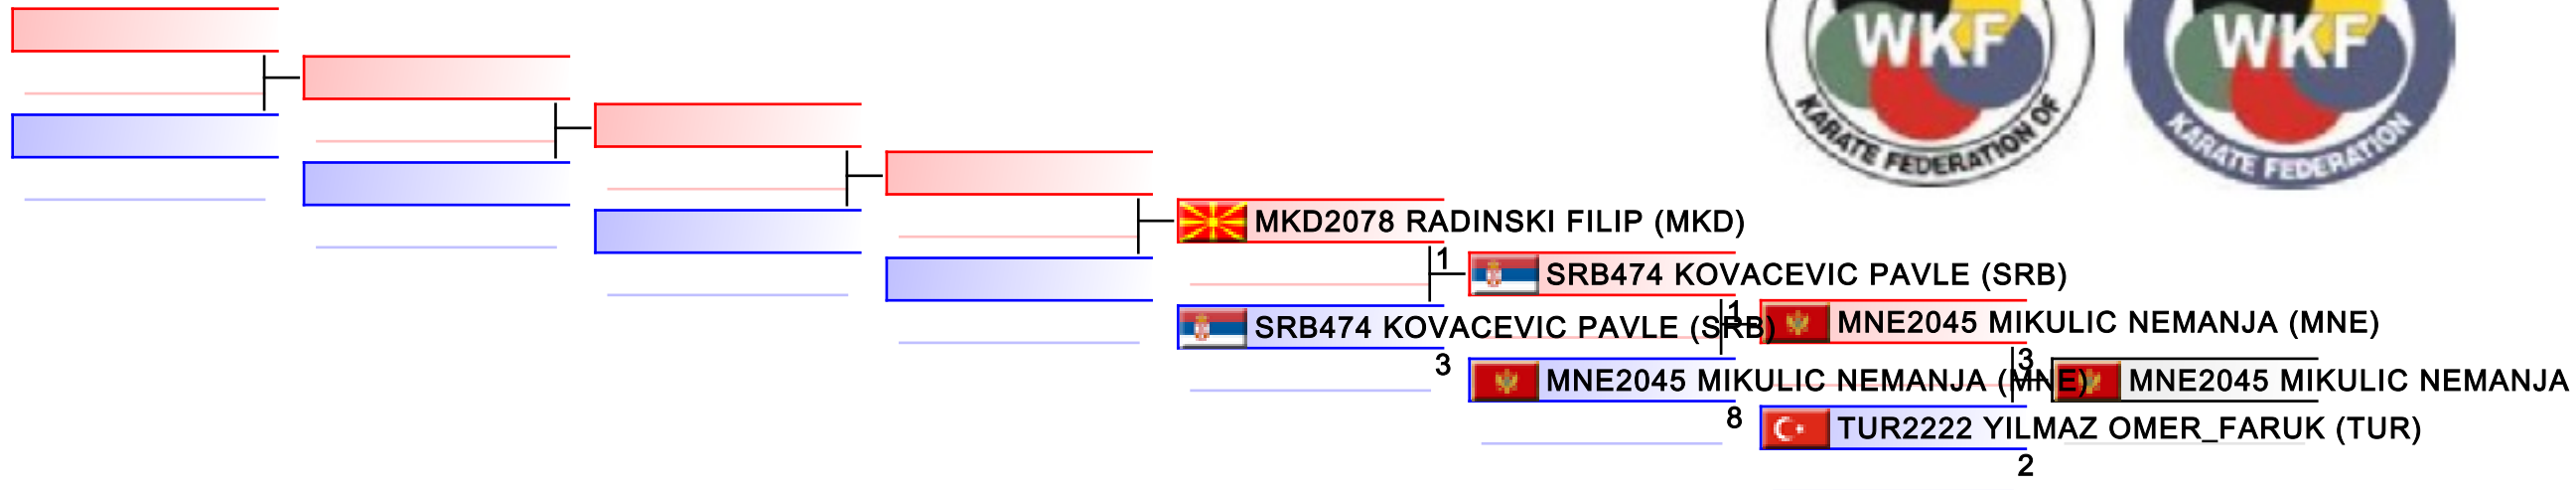 WKF
KARATE FEDERATION OF
WKF
KARATE FEDERATION
MKD2078 RADINSKI FILIP (MKD)
1
SRB474 KOVACEVIC PAVLE (SRB)
SRB474 KOVACEVIC PAVLE (SRB)
3
1
MNE2045 MIKULIC NEMANJA (MNE)
MNE2045 MIKULIC NEMANJA (MNE)
8
3
MNE2045 MIKULIC NEMANJA
TUR2222 YILMAZ OMER_FARUK (TUR)
2